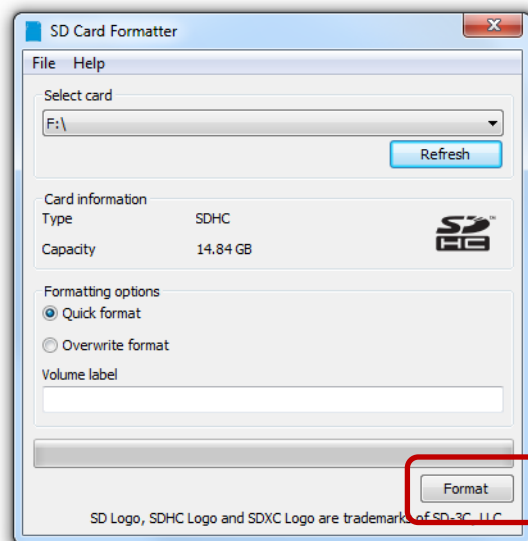 SD Card Formatter
File Help
Select card
F:\
Refresh
Card information
Type SDHC
Capacity 14.84 GB
SD HC
Formatting options
Quick format
Overwrite format
Volume label
Format
SD Logo, SDHC Logo and SDXC Logo are trademarks of SD-3C, LLC